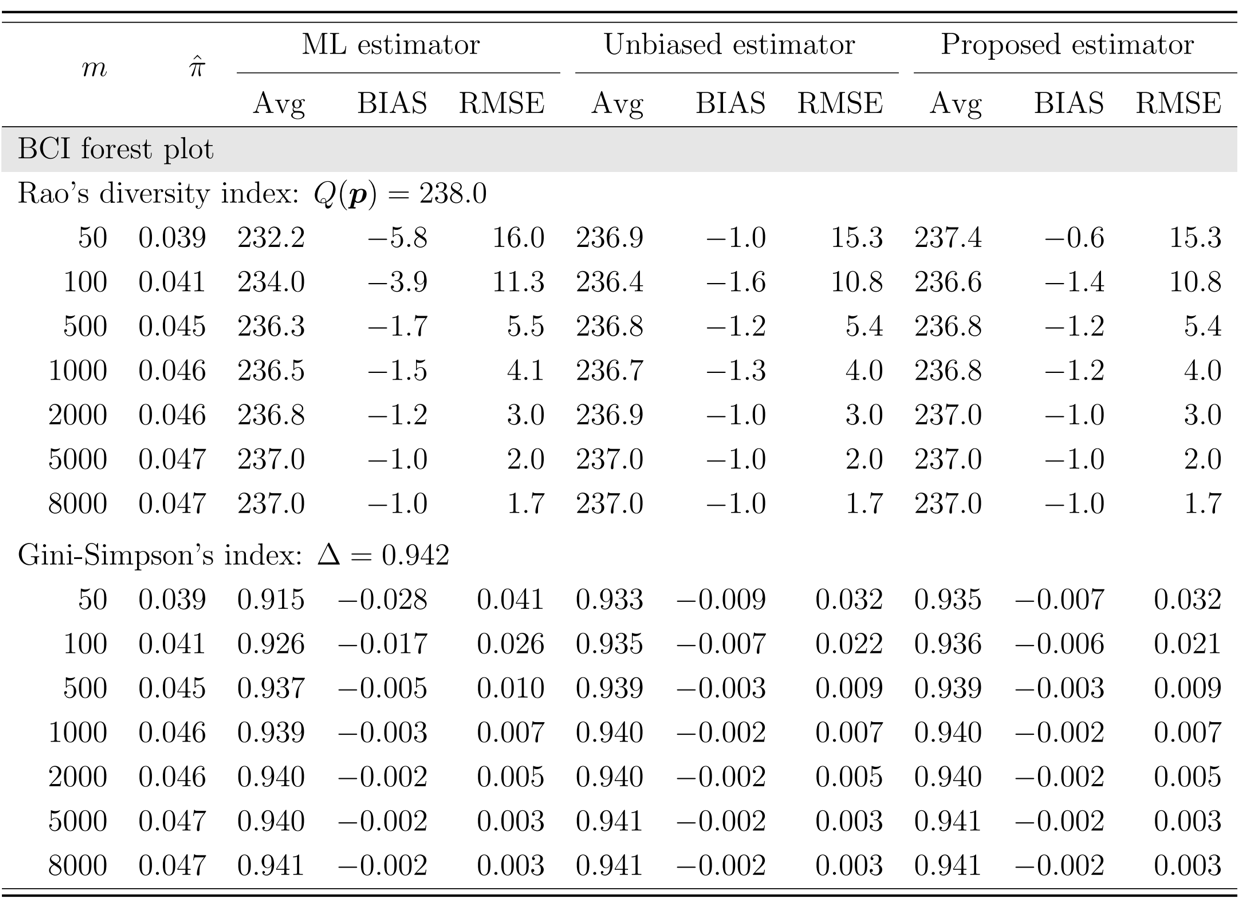 m π̂ ML estimator Unbiased estimator Proposed estimator
Avg BIAS RMSE Avg BIAS RMSE Avg BIAS RMSE
BCI forest plot
Rao's diversity index: Q(p) = 238.0
50 0.039 232.2 −5.8 16.0 236.9 −1.0 15.3 237.4 −0.6 15.3
100 0.041 234.0 −3.9 11.3 236.4 −1.6 10.8 236.6 −1.4 10.8
500 0.045 236.3 −1.7 5.5 236.8 −1.2 5.4 236.8 −1.2 5.4
1000 0.046 236.5 −1.5 4.1 236.7 −1.3 4.0 236.8 −1.2 4.0
2000 0.046 236.8 −1.2 3.0 236.9 −1.0 3.0 237.0 −1.0 3.0
5000 0.047 237.0 −1.0 2.0 237.0 −1.0 2.0 237.0 −1.0 2.0
8000 0.047 237.0 −1.0 1.7 237.0 −1.0 1.7 237.0 −1.0 1.7
Gini-Simpson's index: Δ = 0.942
50 0.039 0.915 −0.028 0.041 0.933 −0.009 0.032 0.935 −0.007 0.032
100 0.041 0.926 −0.017 0.026 0.935 −0.007 0.022 0.936 −0.006 0.021
500 0.045 0.937 −0.005 0.010 0.939 −0.003 0.009 0.939 −0.003 0.009
1000 0.046 0.939 −0.003 0.007 0.940 −0.002 0.007 0.940 −0.002 0.007
2000 0.046 0.940 −0.002 0.005 0.940 −0.002 0.005 0.940 −0.002 0.005
5000 0.047 0.940 −0.002 0.003 0.941 −0.002 0.003 0.941 −0.002 0.003
8000 0.047 0.941 −0.002 0.003 0.941 −0.002 0.003 0.941 −0.002 0.003